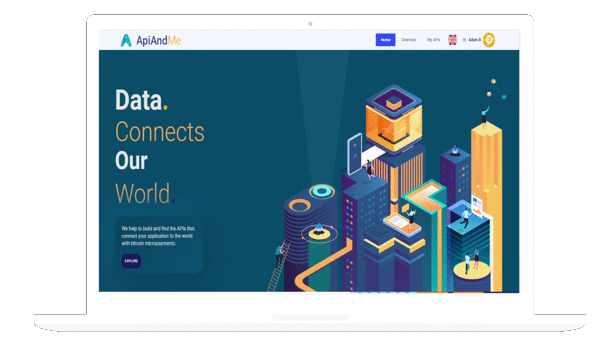 ApiAndMe
Home Overview My APIs Hi, Adam B
Data.
Connects
Our
World.
We help to build and find the APIs that
connect your application to the world
with bitcoin micropayments.
EXPLORE